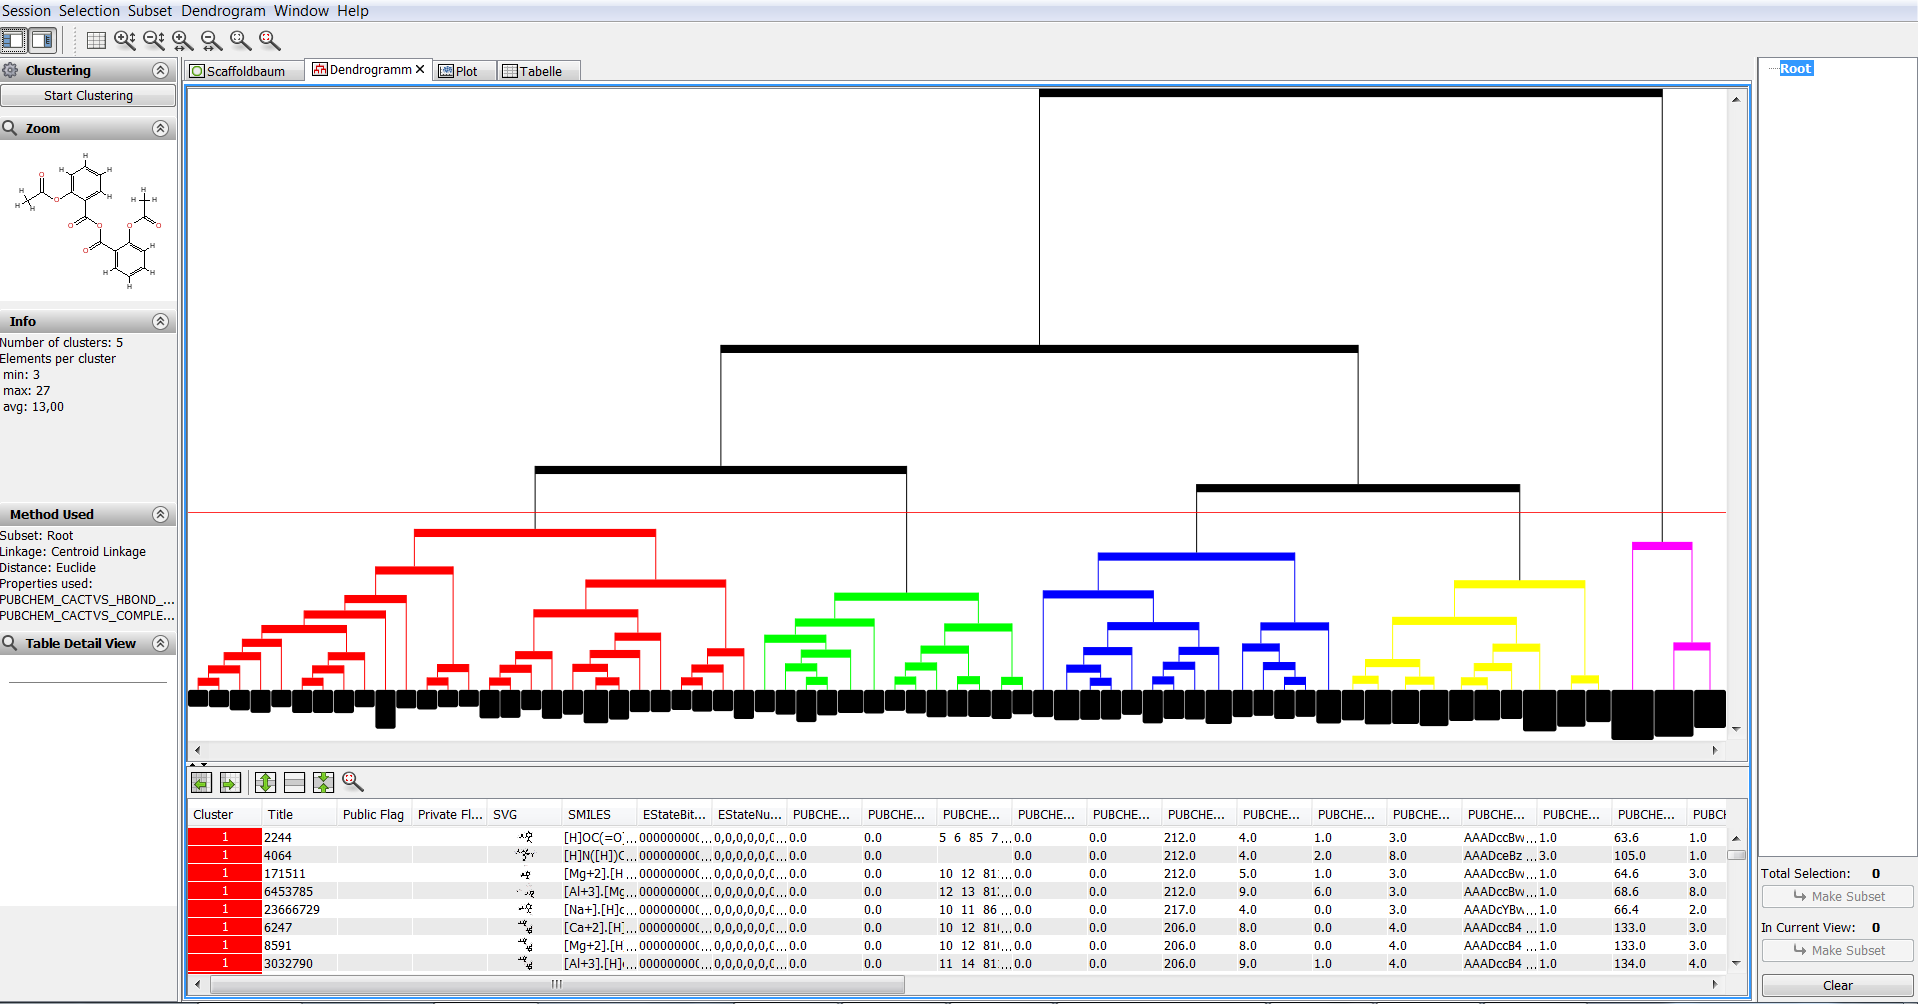 Session Selection Subset Dendrogram Window Help
Clustering
Start Clustering
Zoom
H
H
H
O
H
H
H
O
H
H
H
H
H
O
O
O
O
O
H
H
H
H
Info
Number of clusters: 5
Elements per cluster
min: 3
max: 27
avg: 13,00
Method Used
Subset: Root
Linkage: Centroid Linkage
Distance: Euclide
Properties used:
PUBCHEM_CACTVS_HBOND_...
PUBCHEM_CACTVS_COMPLE...
Table Detail View
Scaffoldbaum Dendrogramm Plot Tabelle
Cluster Title Public Flag Private Fl... SVG SMILES EStateBit... EStateNu... PUBCHE... PUBCHE... PUBCHE... PUBCHE... PUBCHE... PUBCHE... PUBCHE... PUBCHE... PUBCHE... PUBCHE... PUBCHE... PUBCHE... PUBCH
1 2244 [H]OC(=O)... 000000000... 0,0,0,0,0,... 0.0 0.0 5 6 85 7... 0.0 0.0 212.0 4.0 1.0 3.0 AAADccBw... 1.0 63.6 1.0
1 4064 [H]N([H])C... 000000000... 0,0,0,0,0,... 0.0 0.0 0.0 0.0 212.0 4.0 2.0 8.0 AAADceBz... 3.0 105.0 1.0
1 171511 [Mg+2].[H... 000000000... 0,0,0,0,0,... 0.0 0.0 10 12 81... 0.0 0.0 212.0 5.0 1.0 3.0 AAADccBw... 1.0 64.6 3.0
1 6453785 [Al+3].[Mg... 000000000... 0,0,0,0,0,... 0.0 0.0 12 13 81... 0.0 0.0 212.0 9.0 6.0 3.0 AAADccBw... 1.0 68.6 8.0
1 23666729 [Na+].[H]c... 000000000... 0,0,0,0,0,... 0.0 0.0 10 11 86... 0.0 0.0 217.0 4.0 0.0 3.0 AAADcYBw... 1.0 66.4 2.0
1 6247 [Ca+2].[H]... 000000000... 0,0,0,0,0,... 0.0 0.0 10 12 81... 0.0 0.0 206.0 8.0 0.0 4.0 AAADccB4... 1.0 133.0 3.0
1 8591 [Mg+2].[H... 000000000... 0,0,0,0,0,... 0.0 0.0 10 12 81... 0.0 0.0 206.0 8.0 0.0 4.0 AAADccB4... 1.0 133.0 3.0
1 3032790 [Al+3].[H]... 000000000... 0,0,0,0,0,... 0.0 0.0 11 14 81... 0.0 0.0 206.0 9.0 1.0 4.0 AAADccB4... 1.0 134.0 4.0
Root
Total Selection: 0
Make Subset
In Current View: 0
Make Subset
Clear